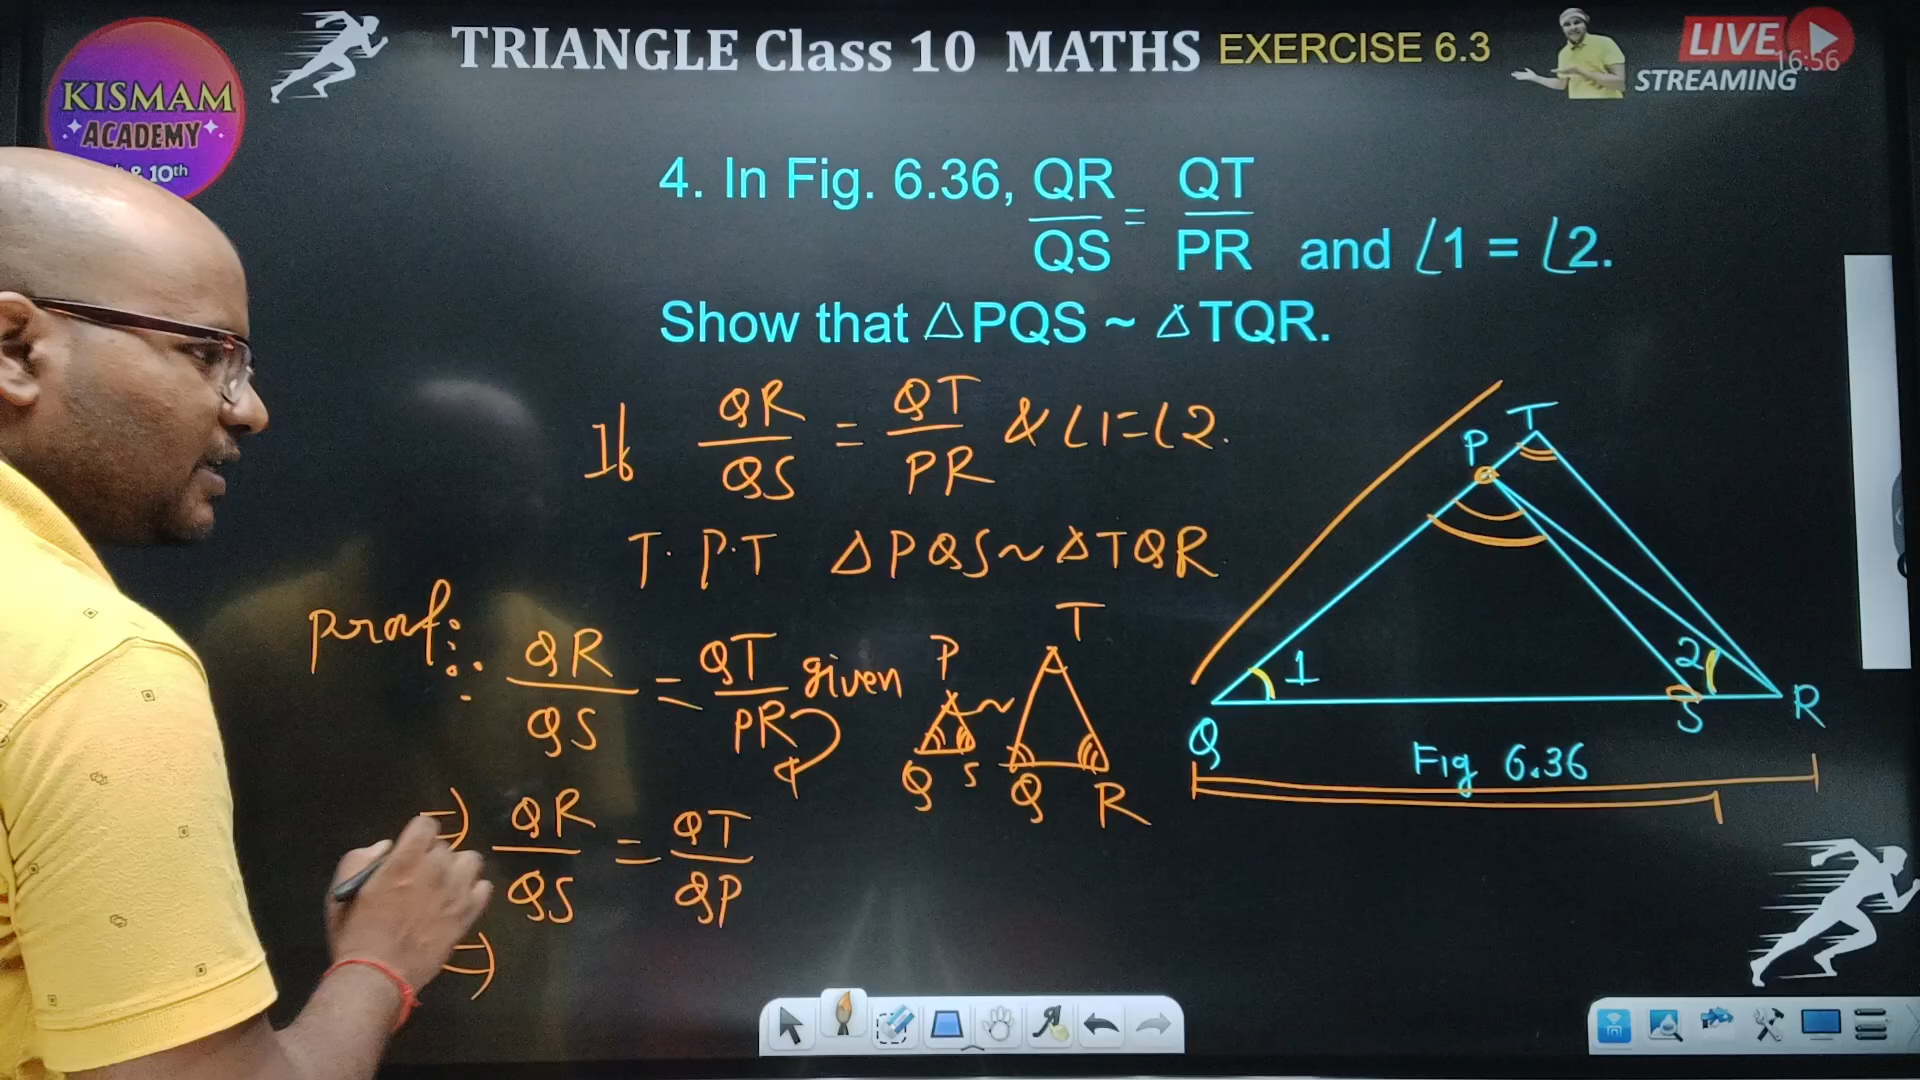 KISMAM
ACADEMY
& 10th
TRIANGLE Class 10 MATHS EXERCISE 6.3
LIVE
16:56
STREAMING
4. In Fig. 6.36, QR/QS = QT/PR and ∠1 = ∠2.
Show that △PQS ~ △TQR.
If QR/QS = QT/PR & ∠1=∠2.
T.P.T △PQS ~ △TQR
Proof:
∴ QR/QS = QT/PR given
⇒ QR/QS = QT/QP
⇒
P
Q S
~
T
Q R
T
P
1
2
Q
S
R
Fig 6.36